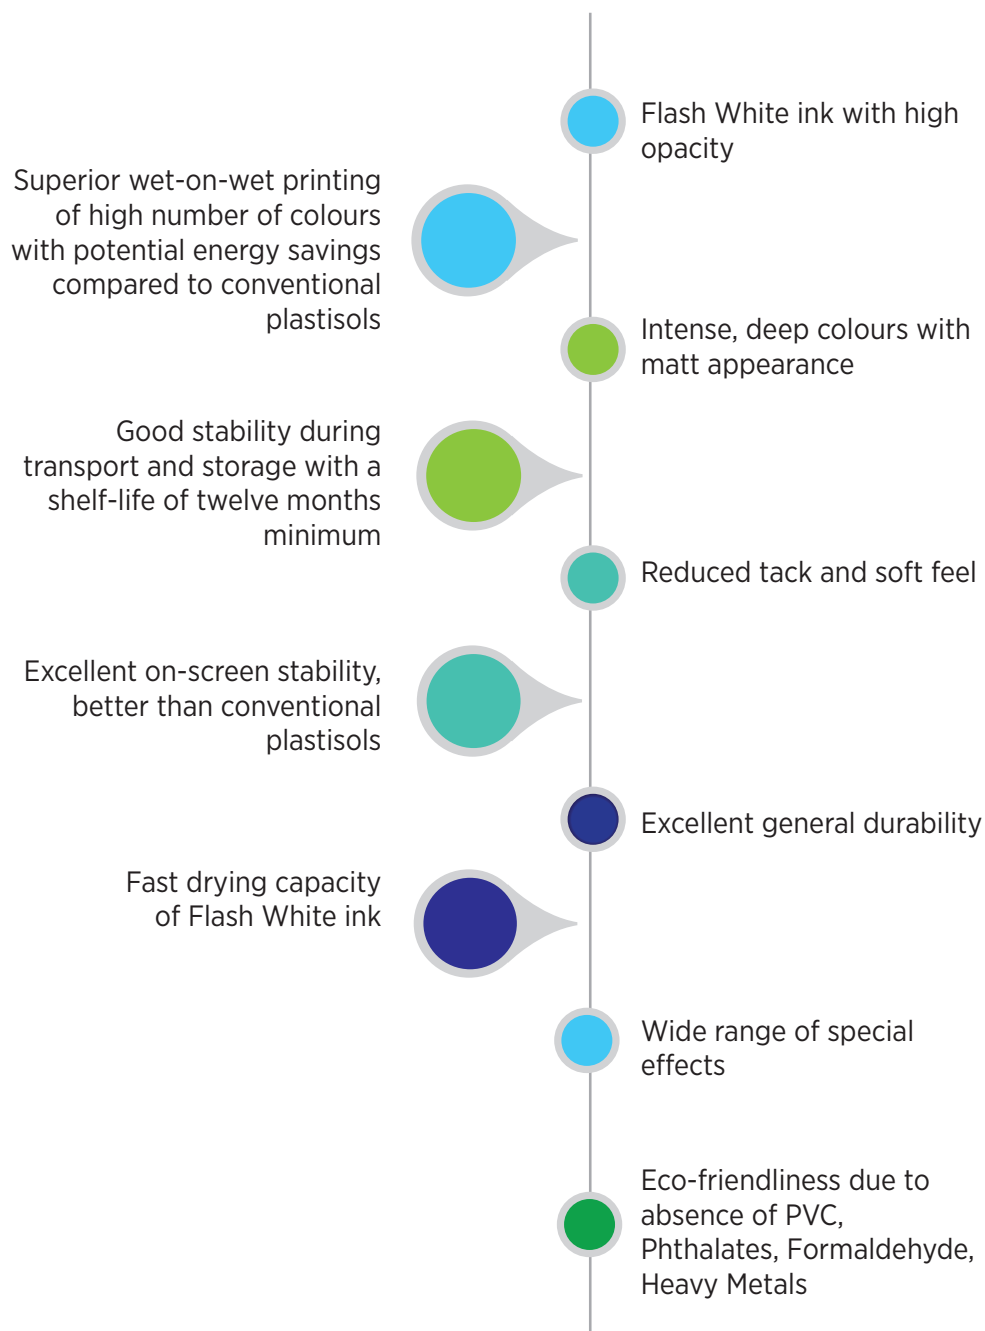 Flash White ink with high
opacity
Superior wet-on-wet printing
of high number of colours
with potential energy savings
compared to conventional
plastisols
Intense, deep colours with
matt appearance
Good stability during
transport and storage with a
shelf-life of twelve months
minimum
Reduced tack and soft feel
Excellent on-screen stability,
better than conventional
plastisols
Excellent general durability
Fast drying capacity
of Flash White ink
Wide range of special
effects
Eco-friendliness due to
absence of PVC,
Phthalates, Formaldehyde,
Heavy Metals